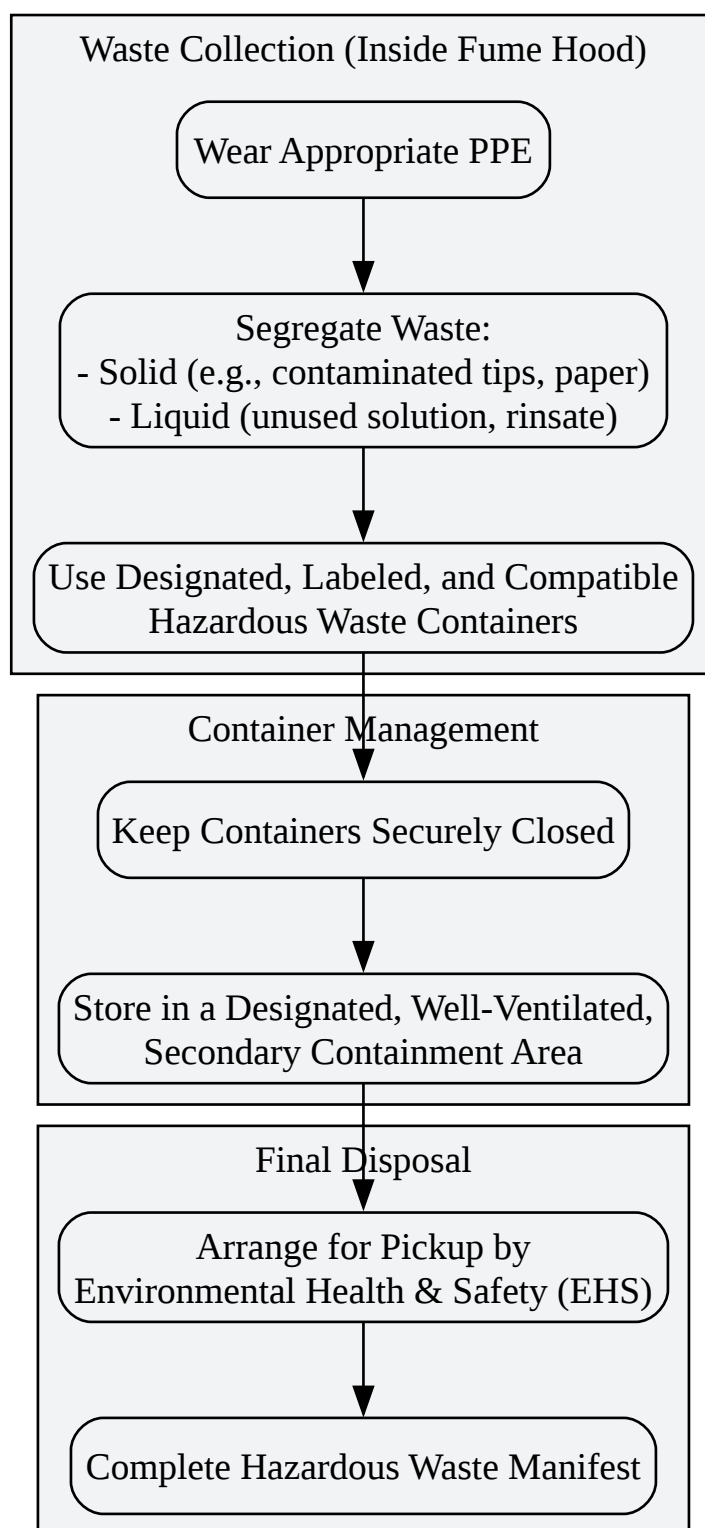 Waste Collection (Inside Fume Hood)
Wear Appropriate PPE
Segregate Waste:
- Solid (e.g., contaminated tips, paper)
- Liquid (unused solution, rinsate)
Use Designated, Labeled, and Compatible
Hazardous Waste Containers
Container Management
Keep Containers Securely Closed
Store in a Designated, Well-Ventilated,
Secondary Containment Area
Final Disposal
Arrange for Pickup by
Environmental Health & Safety (EHS)
Complete Hazardous Waste Manifest